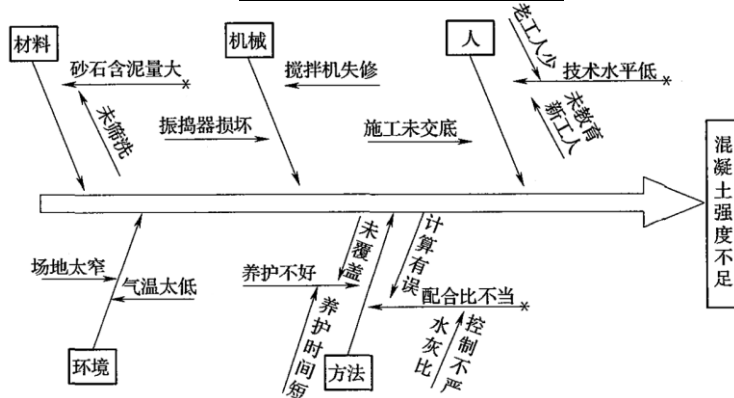 材料
砂石含泥量大
未筛洗
机械
搅拌机失修
振捣器损坏
人
老工人少
技术水平低
未教育
新工人
施工未交底
混凝土强度不足
环境
场地太窄
气温太低
方法
养护不好
未覆盖
养护时间短
计算有误
配合比不当
控制不严
水灰比